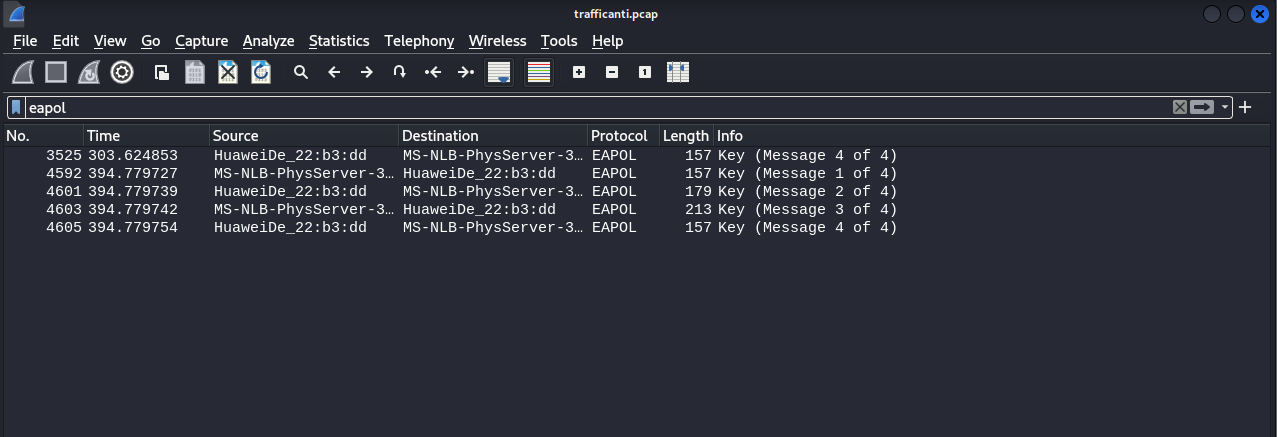 trafficanti.pcap
File Edit View Go Capture Analyze Statistics Telephony Wireless Tools Help
eapol
No. Time Source Destination Protocol Length Info
3525 303.624853 HuaweiDe_22:b3:dd MS-NLB-PhysServer-3… EAPOL 157 Key (Message 4 of 4)
4592 394.779727 MS-NLB-PhysServer-3… HuaweiDe_22:b3:dd EAPOL 157 Key (Message 1 of 4)
4601 394.779739 HuaweiDe_22:b3:dd MS-NLB-PhysServer-3… EAPOL 179 Key (Message 2 of 4)
4603 394.779742 MS-NLB-PhysServer-3… HuaweiDe_22:b3:dd EAPOL 213 Key (Message 3 of 4)
4605 394.779754 HuaweiDe_22:b3:dd MS-NLB-PhysServer-3… EAPOL 157 Key (Message 4 of 4)